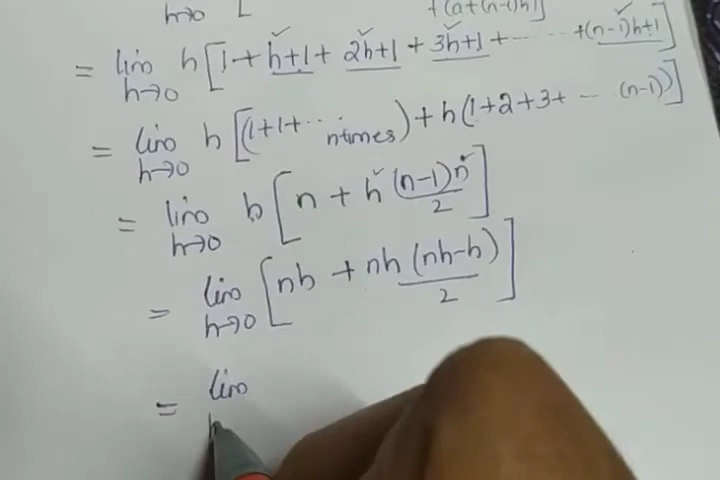 h→0 [ +(a+(n-1)h]
= lim h→0 h[1+h+1+2h+1+3h+1+-----+(n-1)h+1]
= lim h→0 h[(1+1+... n times)+h(1+2+3+--- (n-1))]
= lim h→0 h[n+h(n-1)n/2]
= lim h→0 [nh+nh(nh-h)/2]
= lim h